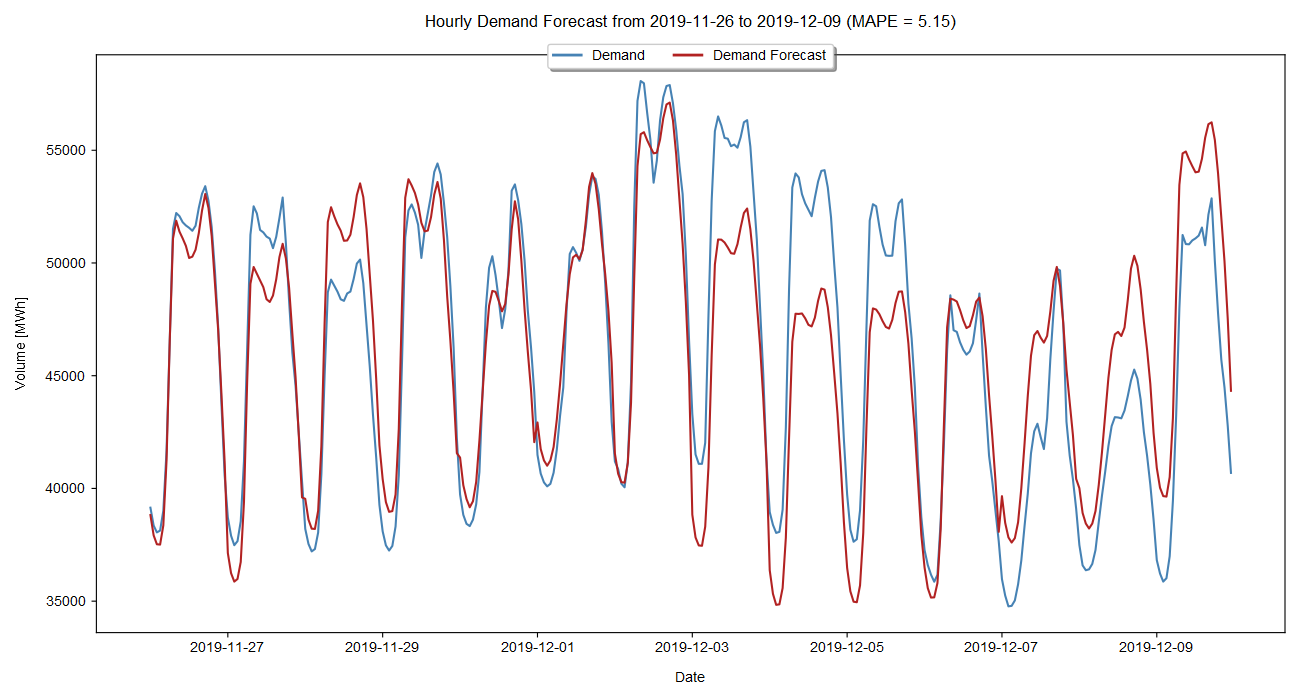 Hourly Demand Forecast from 2019-11-26 to 2019-12-09 (MAPE = 5.15)
Demand
Demand Forecast
Volume [MWh]
55000
50000
45000
40000
35000
2019-11-27
2019-11-29
2019-12-01
2019-12-03
2019-12-05
2019-12-07
2019-12-09
Date